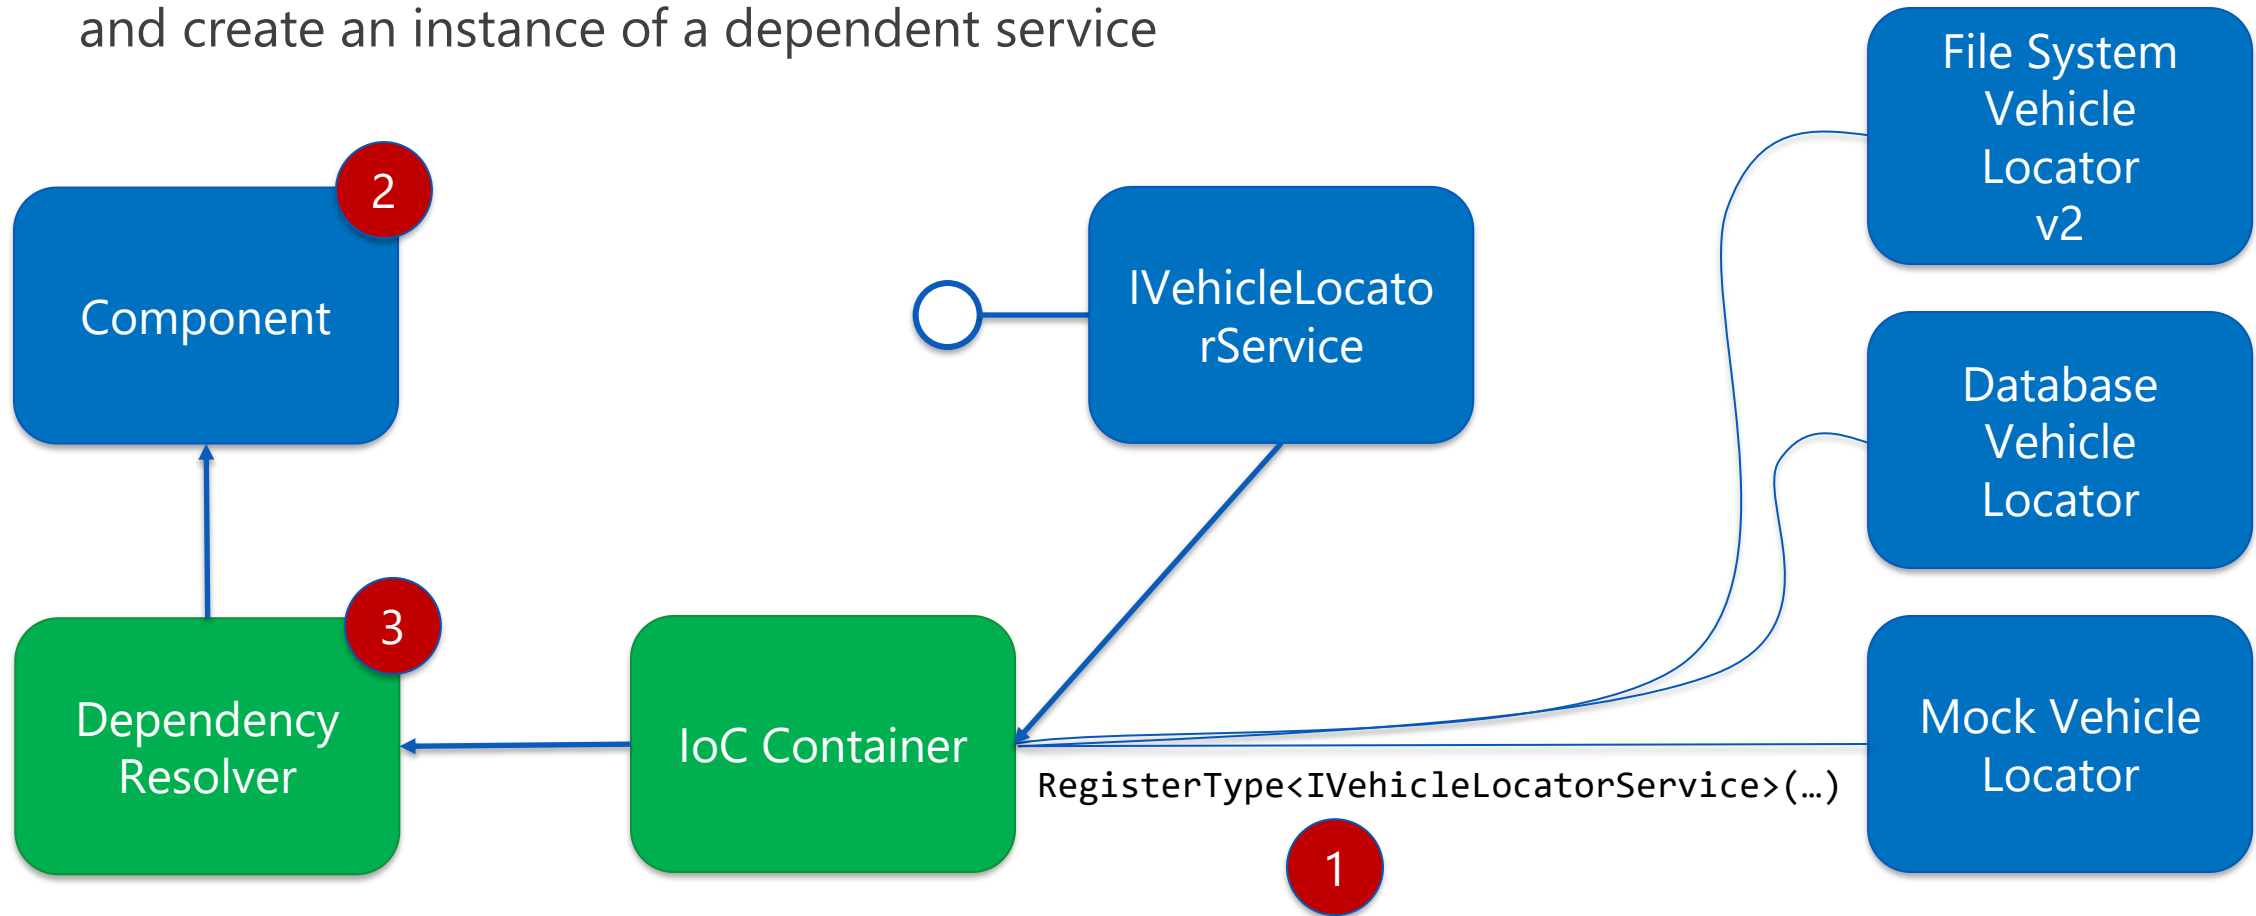 and create an instance of a dependent service
File System
Vehicle
Locator
v2
2
Component
IVehicleLocato
rService
Database
Vehicle
Locator
3
Dependency
Resolver
IoC Container
Mock Vehicle
Locator
RegisterType<IVehicleLocatorService>(…)
1